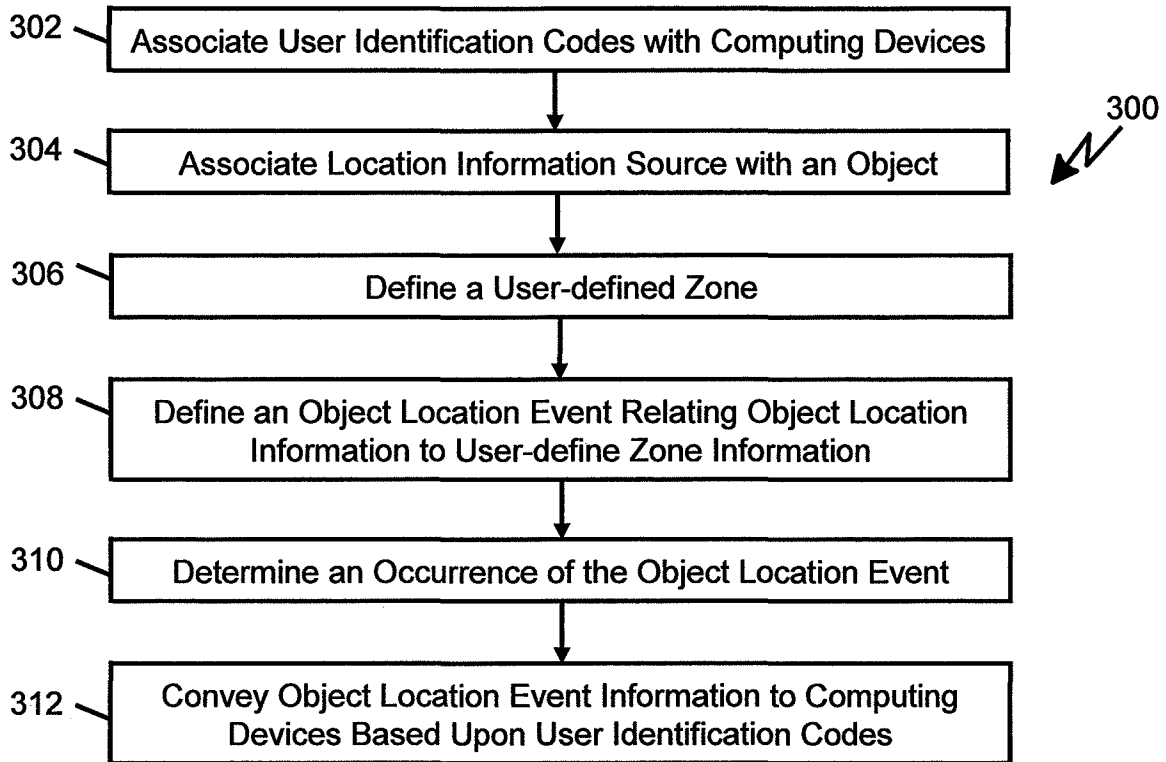 302
Associate User Identification Codes with Computing Devices
300
304
Associate Location Information Source with an Object
306
Define a User-defined Zone
308
Define an Object Location Event Relating Object Location
Information to User-define Zone Information
310
Determine an Occurrence of the Object Location Event
312
Convey Object Location Event Information to Computing
Devices Based Upon User Identification Codes